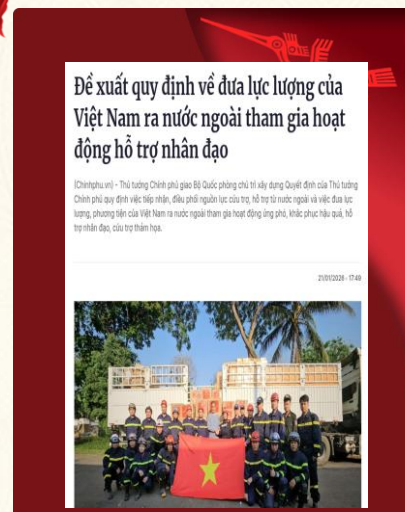 Đề xuất quy định về đưa lực lượng của
Việt Nam ra nước ngoài tham gia hoạt
động hỗ trợ nhân đạo
(Chinhphu.vn) – Thủ tướng Chính phủ giao Bộ Quốc phòng chủ trì xây dựng Quyết định của Thủ tướng
Chính phủ quy định việc tiếp nhận, điều phối nguồn lực cứu trợ, hỗ trợ từ nước ngoài và việc đưa lực
lượng, phương tiện của Việt Nam ra nước ngoài tham gia hoạt động ứng phó, khắc phục hậu quả, hỗ
trợ nhân đạo, cứu trợ thảm họa.
21/01/2026 - 17:49